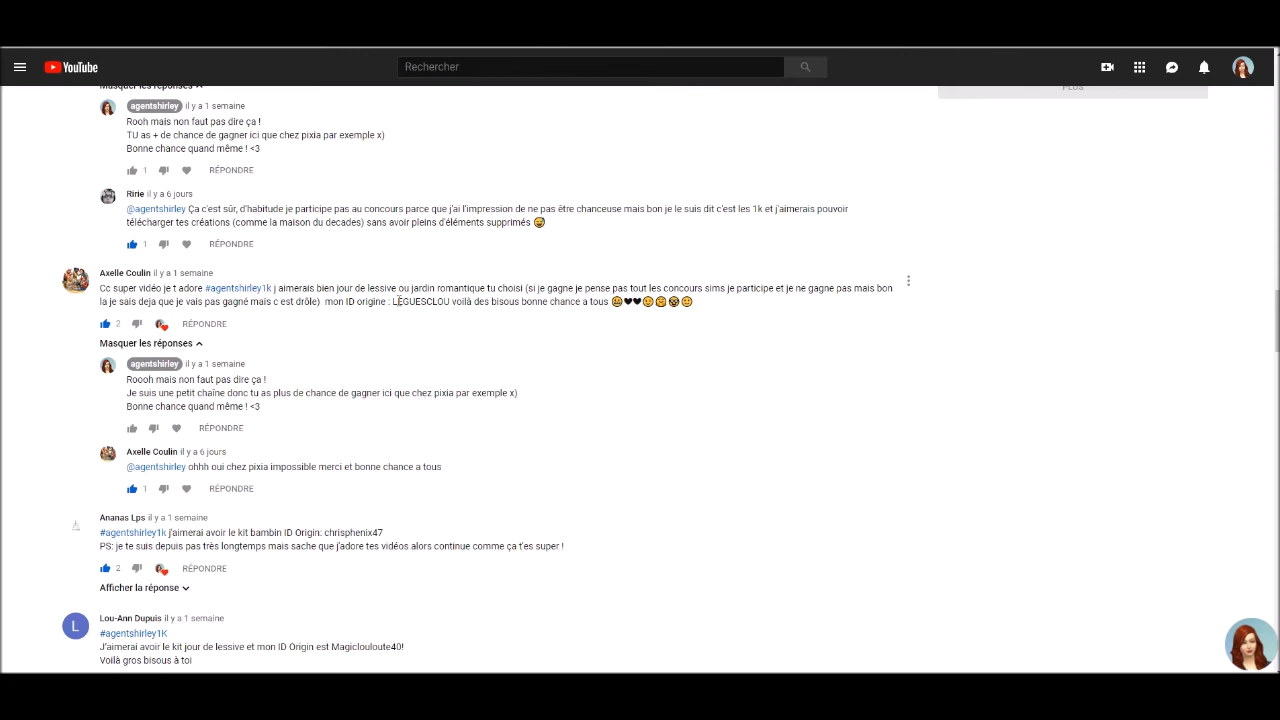 YouTube
Rechercher
Masquer les réponses
PLUS
agentshirley il y a 1 semaine
Rooh mais non faut pas dire ça !
TU as + de chance de gagner ici que chez pixia par exemple x)
Bonne chance quand même ! <3
1 RÉPONDRE
Ririe il y a 6 jours
@agentshirley Ça c'est sûr, d'habitude je participe pas au concours parce que j'ai l'impression de ne pas être chanceuse mais bon je le suis dit c'est les 1k et j'aimerais pouvoir
télécharger tes créations (comme la maison du decades) sans avoir pleins d'éléments supprimés 😅
1 RÉPONDRE
Axelle Coulin il y a 1 semaine
Cc super vidéo je t adore #agentshirley1k j aimerais bien jour de lessive ou jardin romantique tu choisi (si je gagne je pense pas tout les concours sims je participe et je ne gagne pas mais bon
la je sais deja que je vais pas gagné mais c est drôle) mon ID origine : LEGUESCLOU voilà des bisous bonne chance a tous
2 RÉPONDRE
Masquer les réponses
agentshirley il y a 1 semaine
Roooh mais non faut pas dire ça !
Je suis une petit chaîne donc tu as plus de chance de gagner ici que chez pixia par exemple x)
Bonne chance quand même ! <3
RÉPONDRE
Axelle Coulin il y a 6 jours
@agentshirley ohhh oui chez pixia impossible merci et bonne chance a tous
1 RÉPONDRE
Ananas Lps il y a 1 semaine
#agentshirley1k j'aimerai avoir le kit bambin ID Origin: chrisphenix47
PS: je te suis depuis pas très longtemps mais sache que j'adore tes vidéos alors continue comme ça t'es super !
2 RÉPONDRE
Afficher la réponse
L
Lou-Ann Dupuis il y a 1 semaine
#agentshirley1K
J'aimerai avoir le kit jour de lessive et mon ID Origin est Magiclouloute40!
Voilà gros bisous à toi